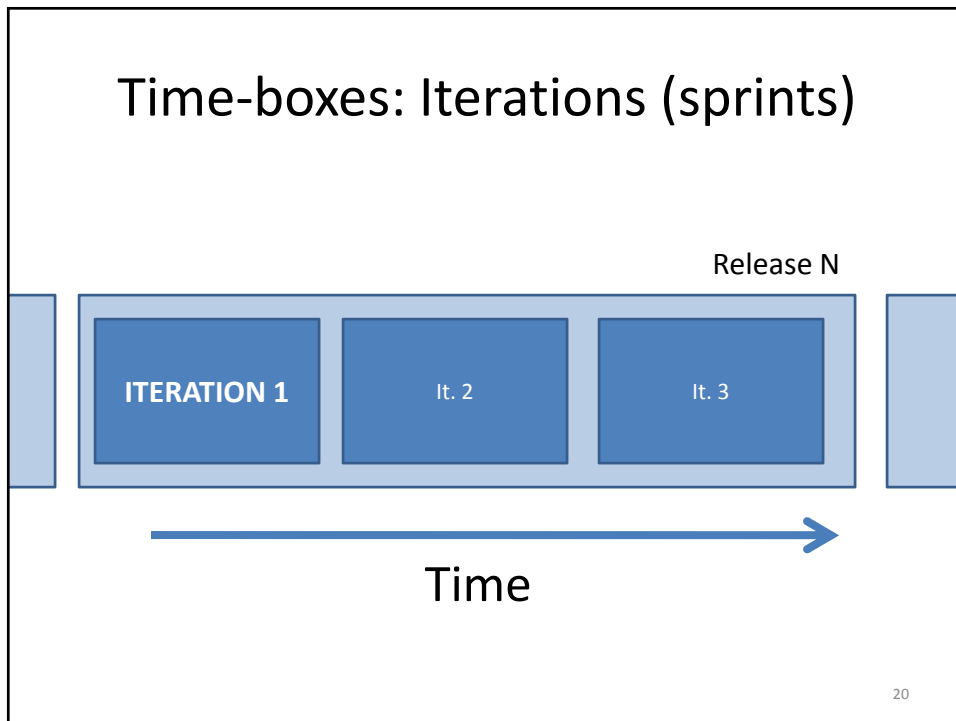 Time-boxes: Iterations (sprints)
Release N
ITERATION 1
It. 2
It. 3
Time
20